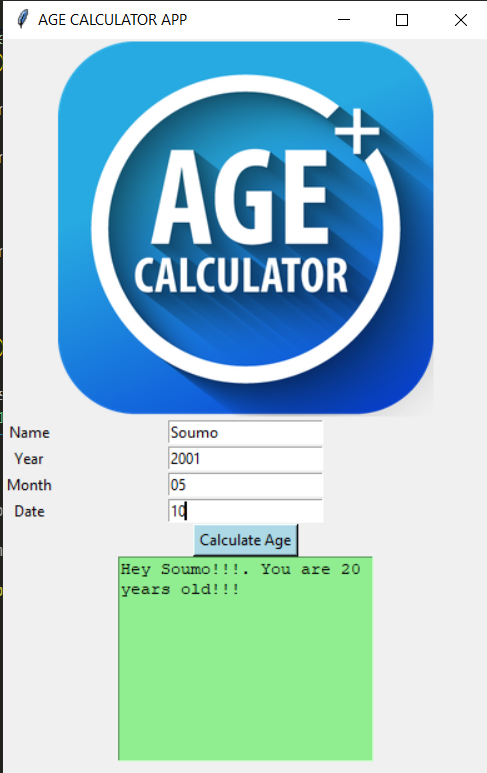 AGE CALCULATOR APP
AGE
CALCULATOR
Name Soumo
Year 2001
Month 05
Date 10
Calculate Age
Hey Soumo!!!. You are 20
years old!!!